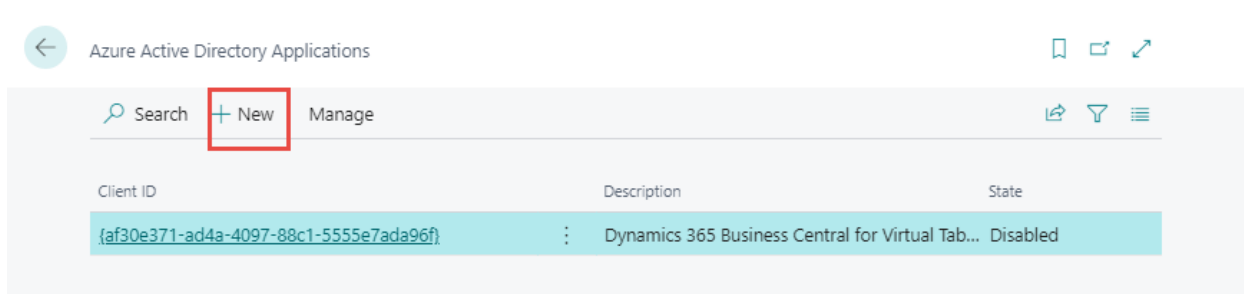 Azure Active Directory Applications
Search + New Manage
Client ID Description State
{af30e371-ad4a-4097-88c1-5555e7ada96f} Dynamics 365 Business Central for Virtual Tab... Disabled